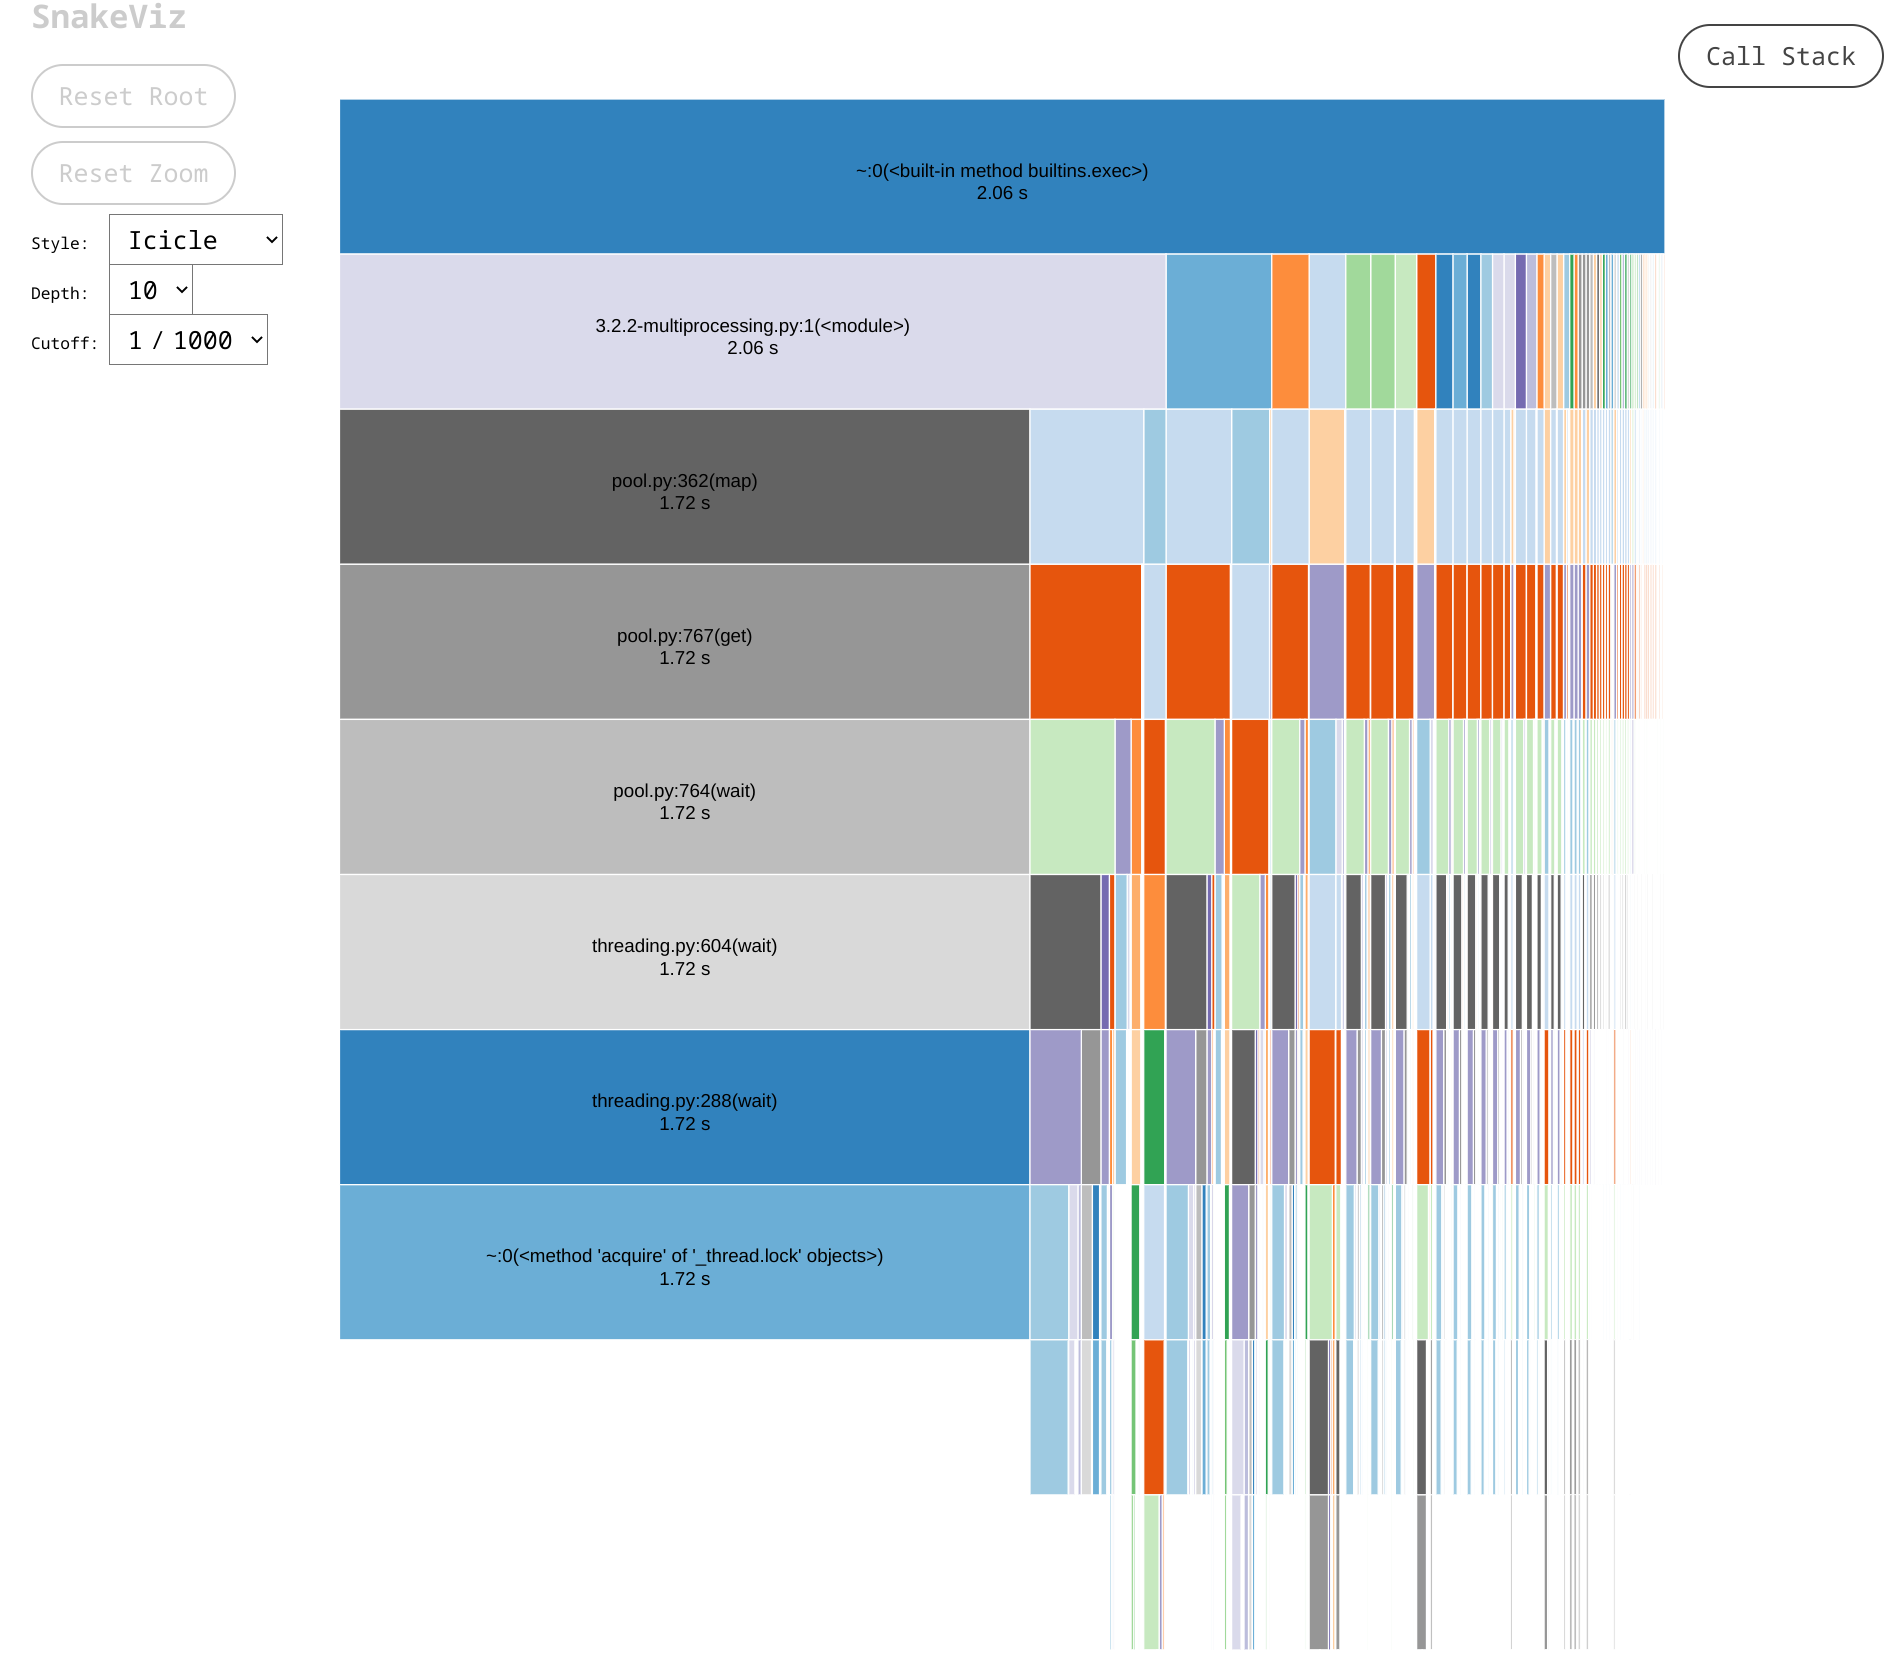 SnakeViz
Call Stack
Reset Root
Reset Zoom
Style: Icicle
Depth: 10
Cutoff: 1 / 1000
~:0(<built-in method builtins.exec>)
2.06 s
3.2.2-multiprocessing.py:1(<module>)
2.06 s
pool.py:362(map)
1.72 s
pool.py:767(get)
1.72 s
pool.py:764(wait)
1.72 s
threading.py:604(wait)
1.72 s
threading.py:288(wait)
1.72 s
~:0(<method 'acquire' of '_thread.lock' objects>)
1.72 s